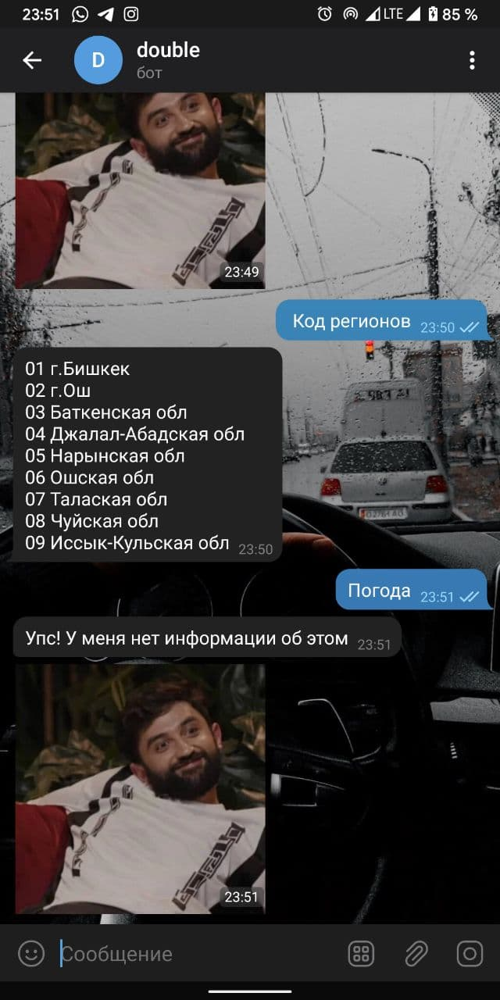 23:51 LTE 85 %
D double
бот
23:49
Код регионов 23:50
01 г.Бишкек
02 г.Ош
03 Баткенская обл
04 Джалал-Абадская обл
05 Нарынская обл
06 Ошская обл
07 Талаская обл
08 Чуйская обл
09 Иссык-Кульская обл 23:50
Погода 23:51
Упс! У меня нет информации об этом 23:51
23:51
Сообщение